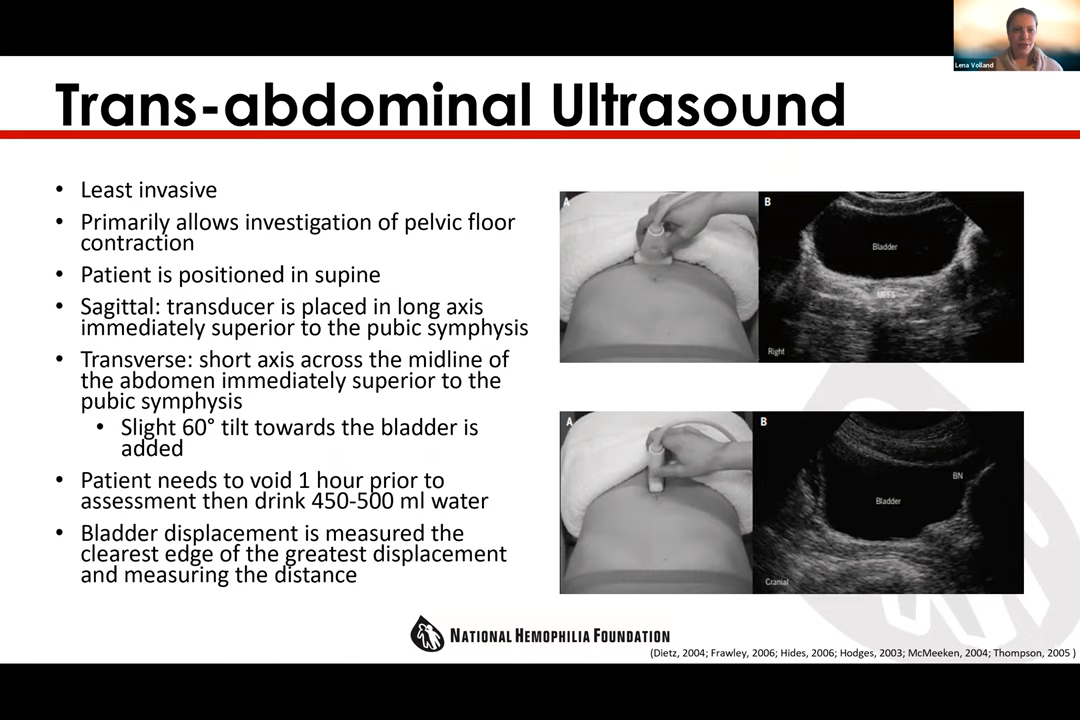 Lena Volland
Trans-abdominal Ultrasound
• Least invasive
• Primarily allows investigation of pelvic floor
contraction
• Patient is positioned in supine
• Sagittal: transducer is placed in long axis
immediately superior to the pubic symphysis
• Transverse: short axis across the midline of
the abdomen immediately superior to the
pubic symphysis
• Slight 60° tilt towards the bladder is
added
• Patient needs to void 1 hour prior to
assessment then drink 450-500 ml water
• Bladder displacement is measured the
clearest edge of the greatest displacement
and measuring the distance
A
B
Bladder
Right
A
B
BN
Bladder
Cranial
NATIONAL HEMOPHILIA FOUNDATION
(Dietz, 2004; Frawley, 2006; Hides, 2006; Hodges, 2003; McMeeken, 2004; Thompson, 2005 )